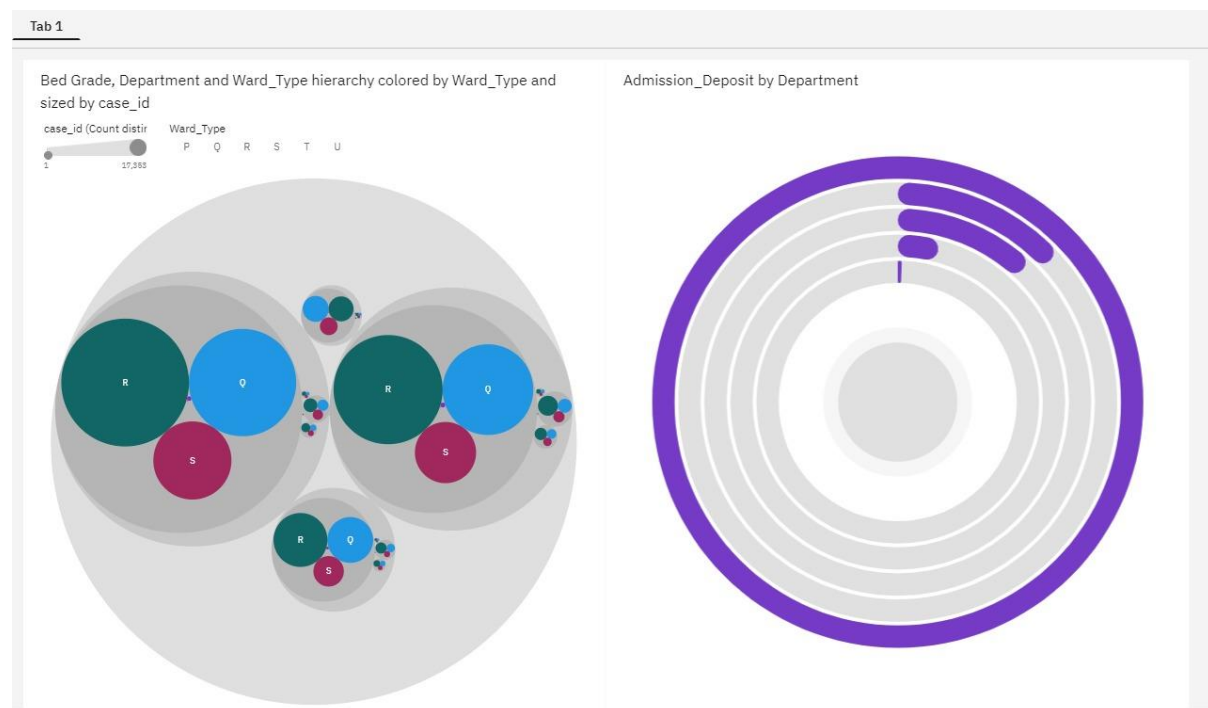 Tab 1
Bed Grade, Department and Ward_Type hierarchy colored by Ward_Type and
sized by case_id
case_id (Count distir
Ward_Type
1
17,383
P Q R S T U
R
Q
S
R
Q
S
R
Q
S
Admission_Deposit by Department